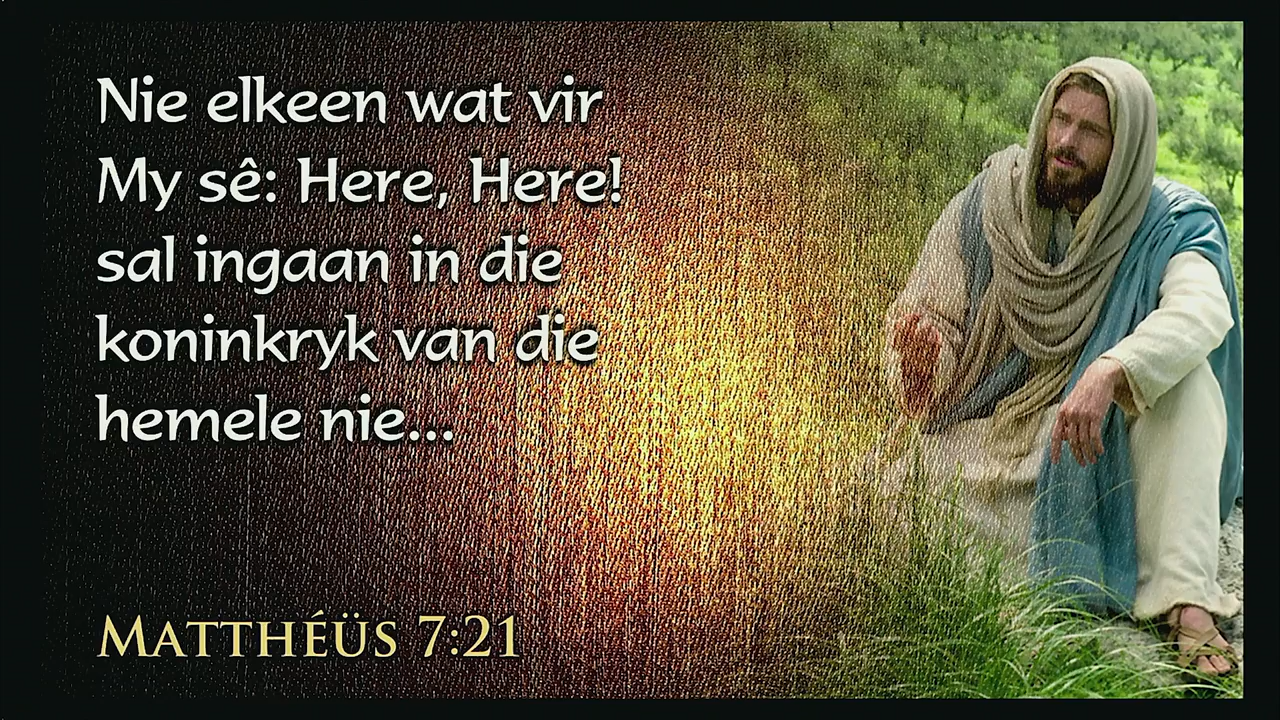 Nie elkeen wat vir
My sê: Here, Here!
sal ingaan in die
koninkryk van die
hemele nie...
MATTHÉÜS 7:21